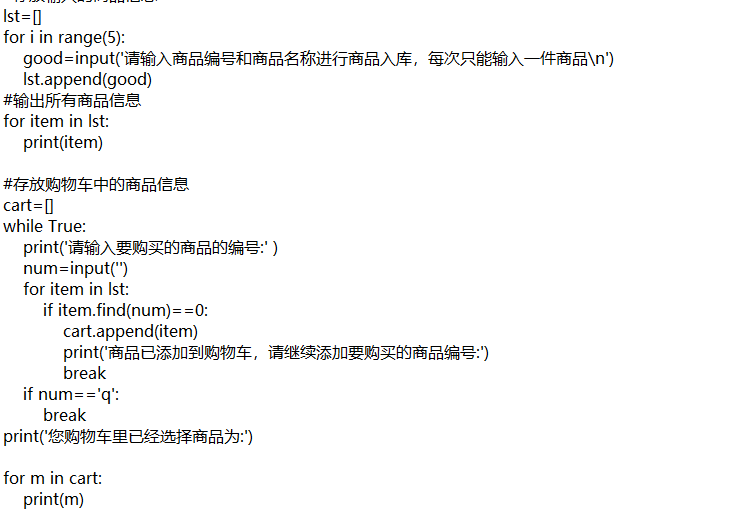 lst=[]
for i in range(5):
    good=input('请输入商品编号和商品名称进行商品入库，每次只能输入一件商品\n')
    lst.append(good)
#输出所有商品信息
for item in lst:
    print(item)

#存放购物车中的商品信息
cart=[]
while True:
    print('请输入要购买的商品的编号:' )
    num=input('')
    for item in lst:
        if item.find(num)==0:
            cart.append(item)
            print('商品已添加到购物车，请继续添加要购买的商品编号:')
            break
    if num=='q':
        break
print('您购物车里已经选择商品为:')

for m in cart:
    print(m)